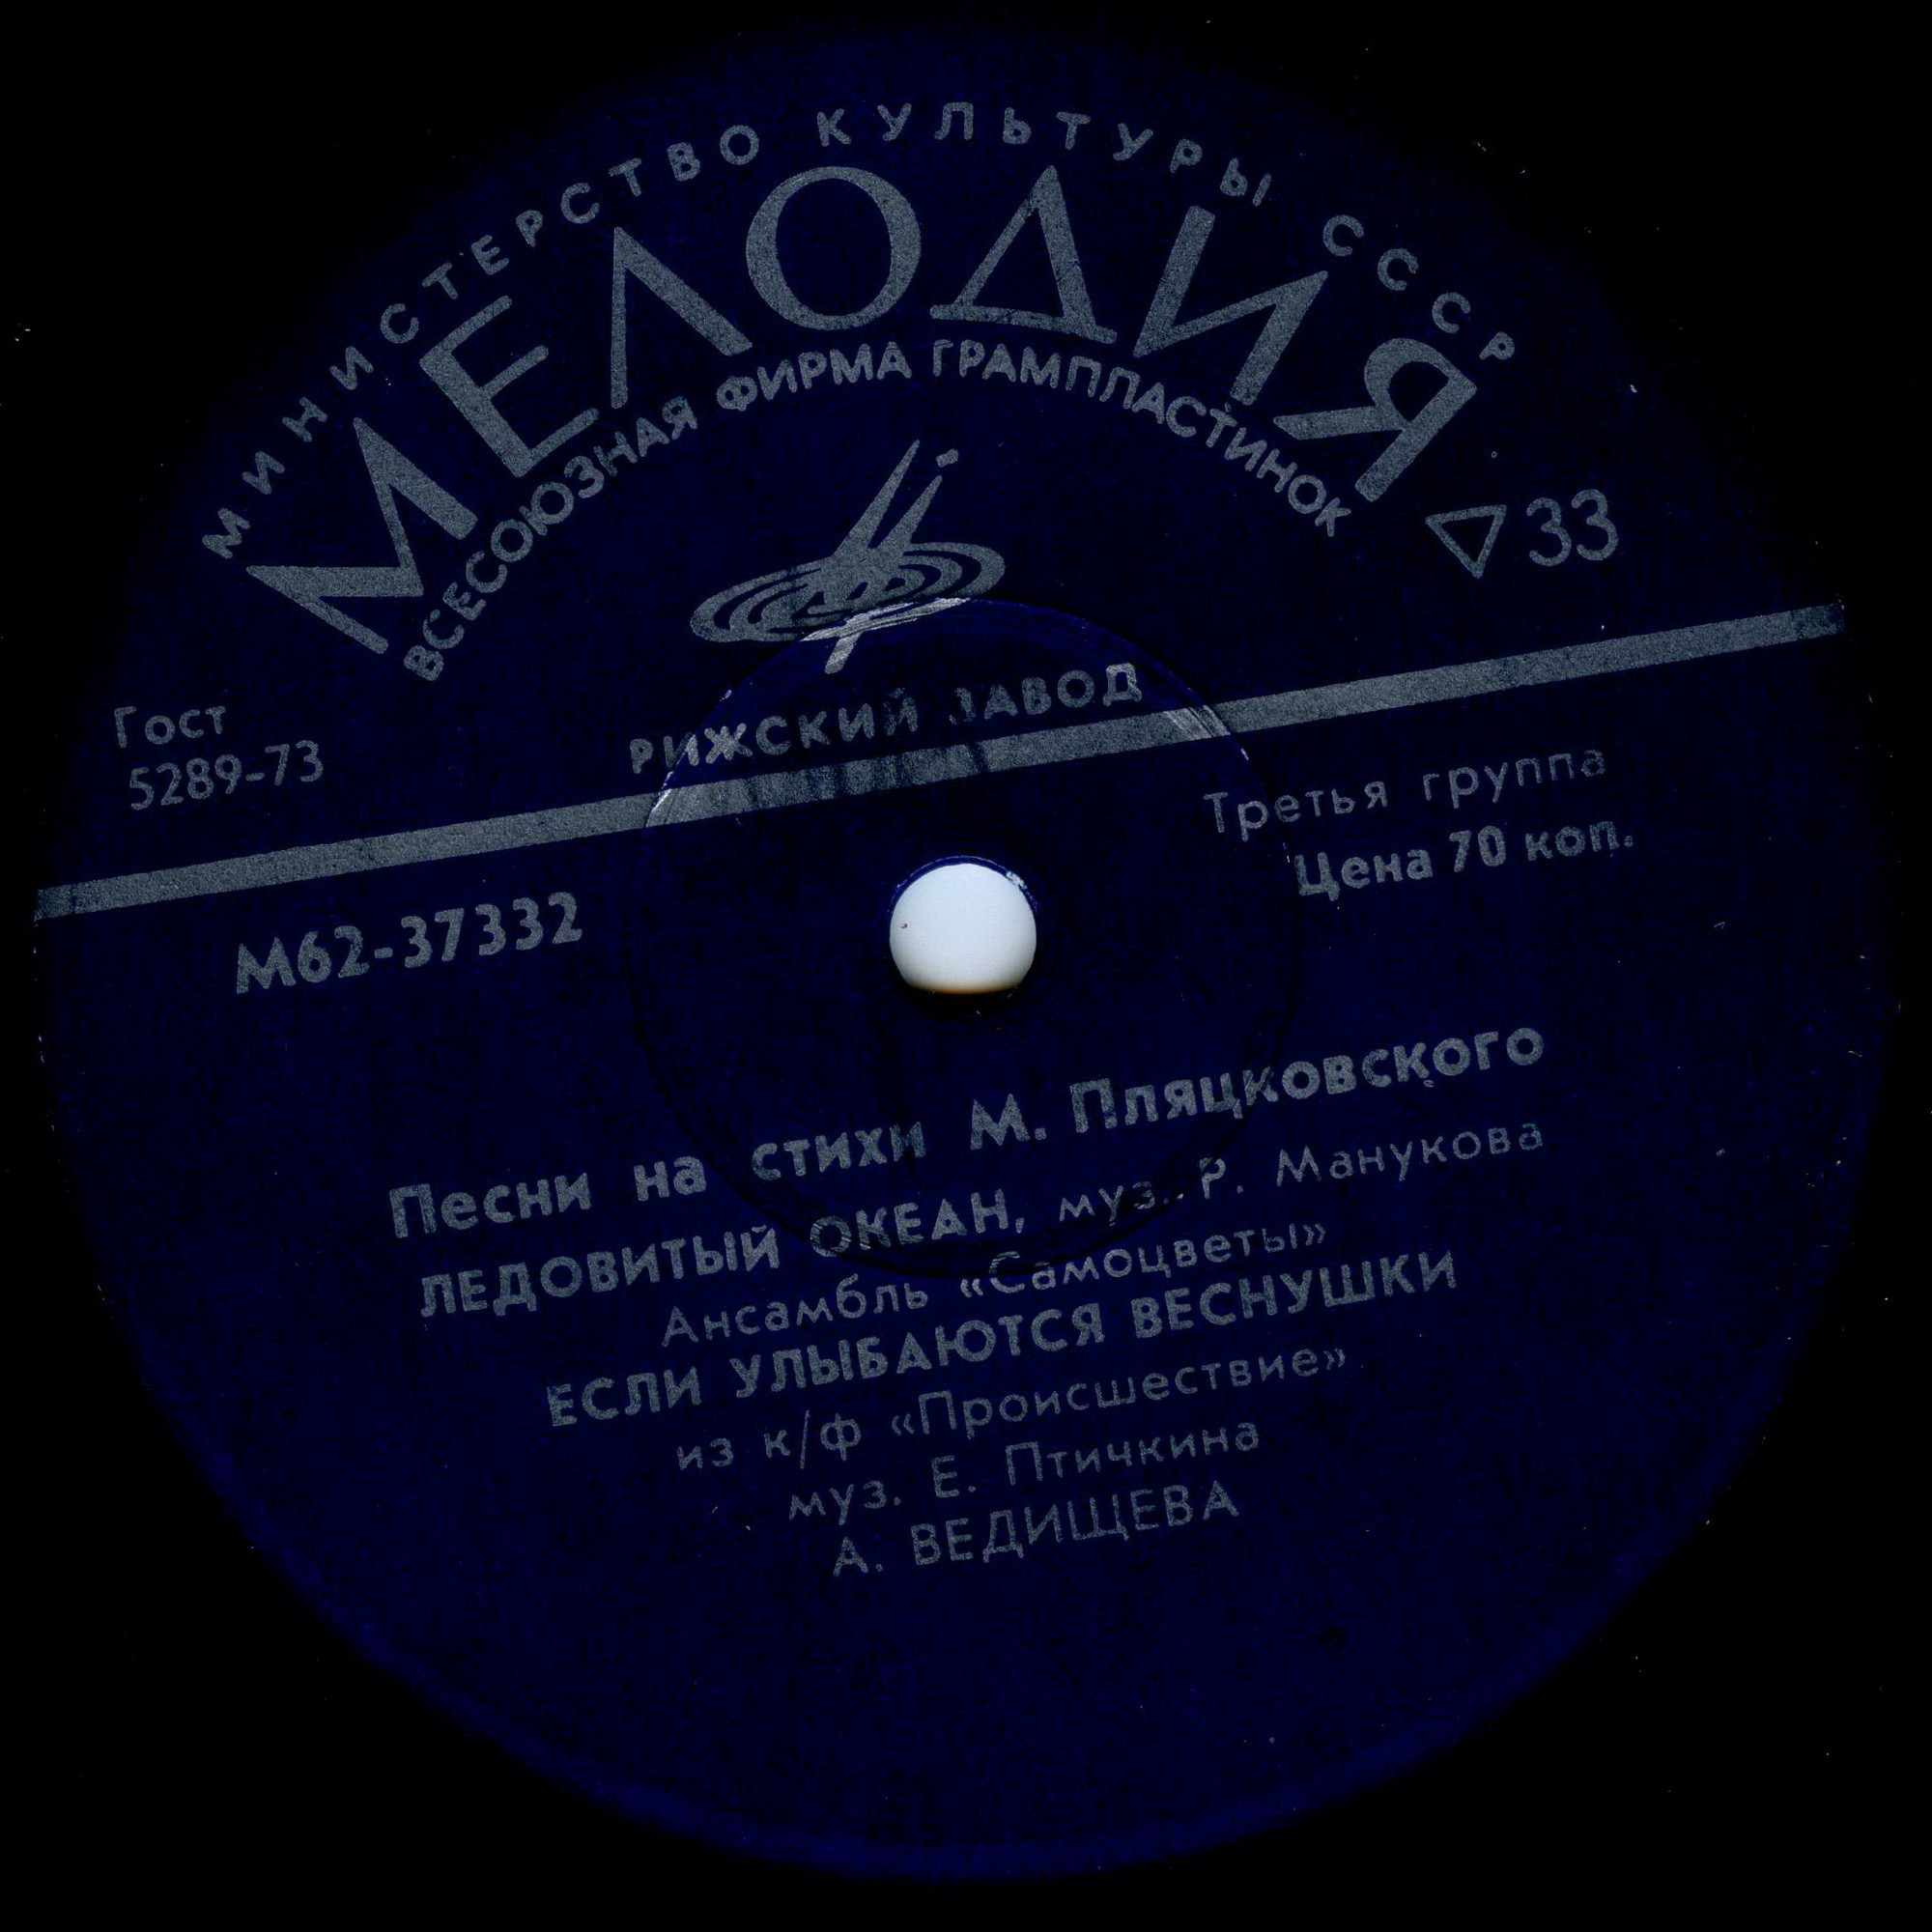 МИНИСТЕРСТВО КУЛЬТУРЫ СССР
МЕЛОДИЯ
ВСЕСОЮЗНАЯ ФИРМА ГРАМПЛАСТИНОК
33
Гост
5289-73
РИЖСКИЙ ЗАВОД
Третья группа
Цена 70 коп.
М62-37332
Песни на стихи М. Пляцковского
ЛЕДОВИТЫЙ ОКЕАН, муз. Р. Манукова
Ансамбль «Самоцветы»
ЕСЛИ УЛЫБАЮТСЯ ВЕСНУШКИ
из к/ф «Происшествие»
муз. Е. Птичкина
А. ВЕДИЩЕВА